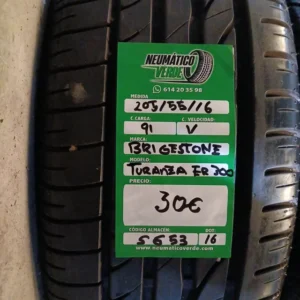 NEUMÁTICO
VERDE
614 20 35 98
MEDIDA
205/55/16
C. CARGA: C. VELOCIDAD:
91 V
MARCA:
BRIGESTONE
MODELO:
TURANZA ER 300
PRECIO:
30€
CÓDIGO ALMACÉN DOT:
5653 16
www.neumaticoverde.com